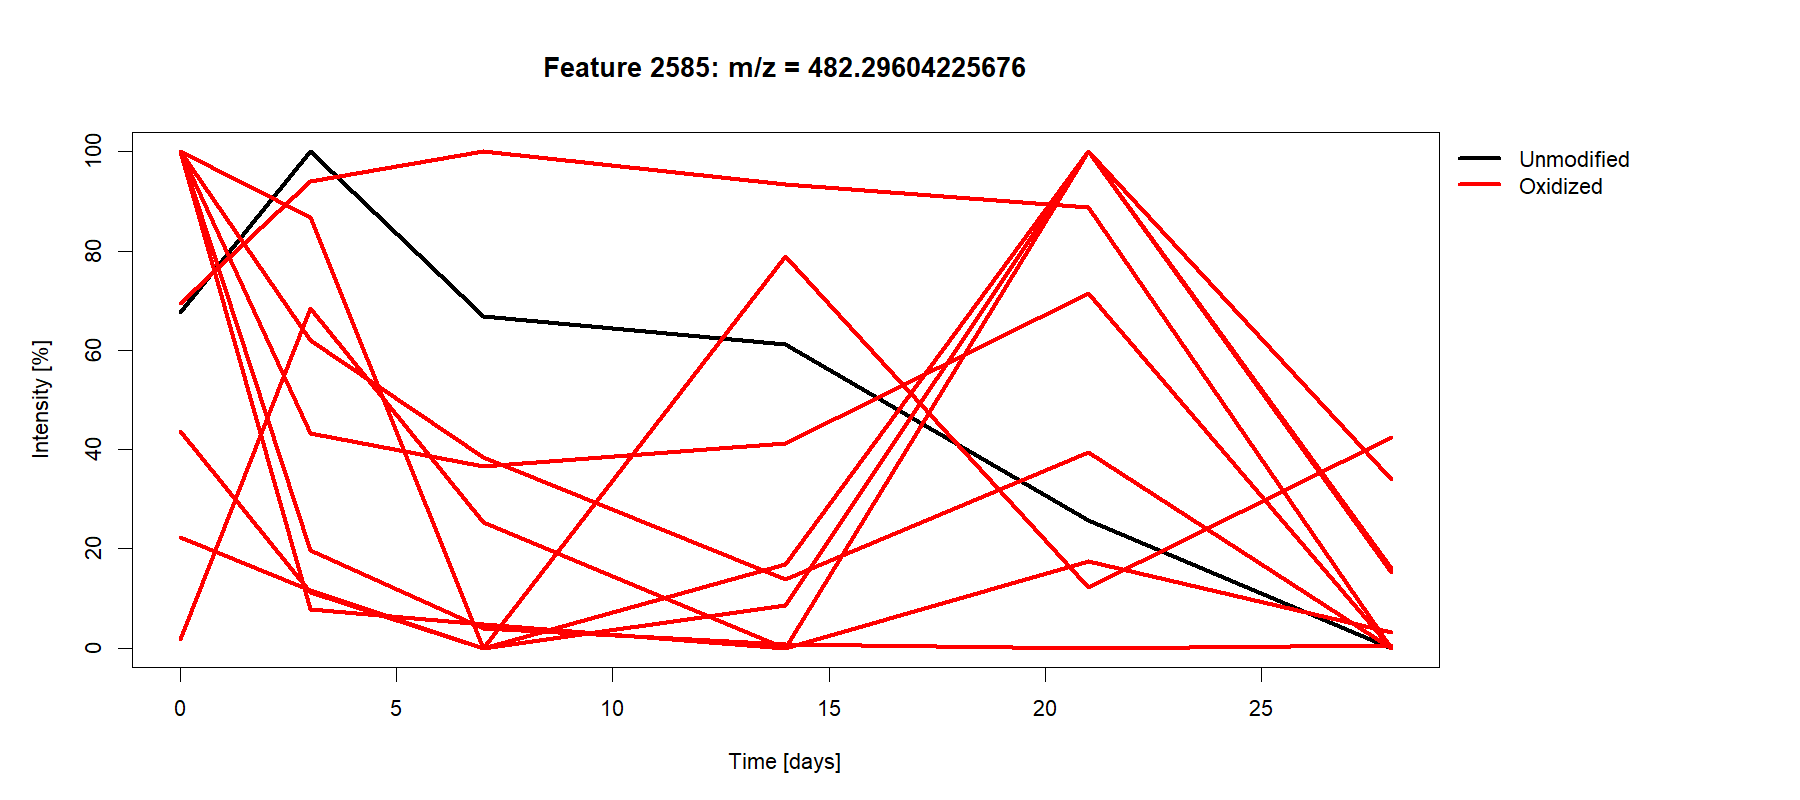 Feature 2585: m/z = 482.29604225676
Unmodified
Oxidized
Intensity [%]
100
80
60
40
20
0
0 5 10 15 20 25
Time [days]